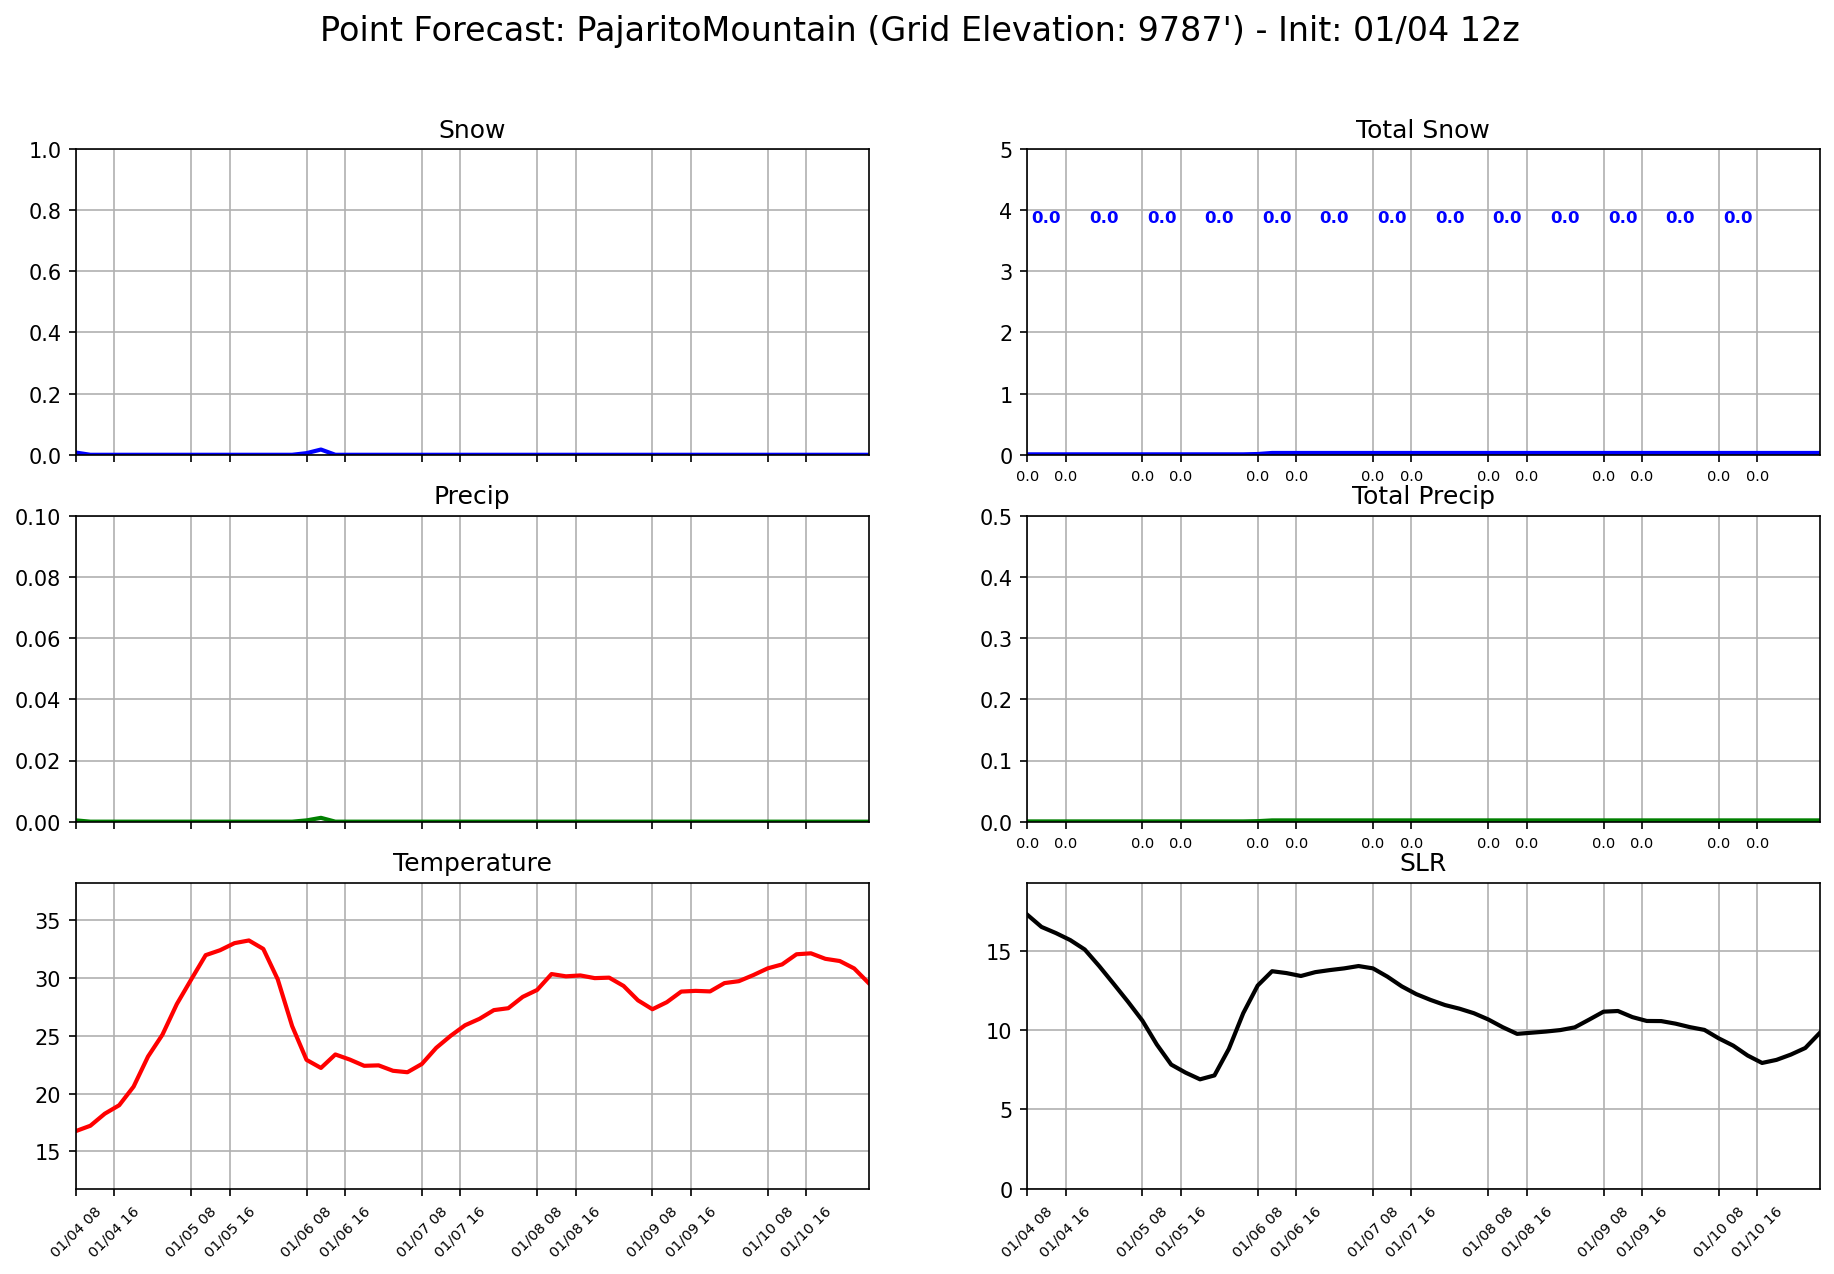 Point Forecast: PajaritoMountain (Grid Elevation: 9787') - Init: 01/04 12z
Snow
1.0
0.8
0.6
0.4
0.2
0.0
Total Snow
5
4
3
2
1
0
0.0 0.0 0.0 0.0 0.0 0.0 0.0 0.0 0.0 0.0 0.0 0.0 0.0
0.0 0.0 0.0 0.0 0.0 0.0 0.0 0.0 0.0 0.0 0.0 0.0 0.0 0.0
Precip
0.10
0.08
0.06
0.04
0.02
0.00
Total Precip
0.5
0.4
0.3
0.2
0.1
0.0
0.0 0.0 0.0 0.0 0.0 0.0 0.0 0.0 0.0 0.0 0.0 0.0 0.0 0.0
Temperature
35
30
25
20
15
01/04 08 01/04 16 01/05 08 01/05 16 01/06 08 01/06 16 01/07 08 01/07 16 01/08 08 01/08 16 01/09 08 01/09 16 01/10 08 01/10 16
SLR
15
10
5
0
01/04 08 01/04 16 01/05 08 01/05 16 01/06 08 01/06 16 01/07 08 01/07 16 01/08 08 01/08 16 01/09 08 01/09 16 01/10 08 01/10 16